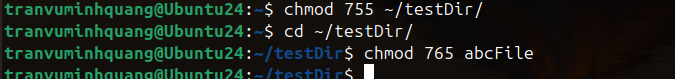 tranvuminhquang@Ubuntu24:~$ chmod 755 ~/testDir/
tranvuminhquang@Ubuntu24:~$ cd ~/testDir/
tranvuminhquang@Ubuntu24:~/testDir$ chmod 765 abcFile
tranvuminhquang@Ubuntu24:~/testDir$